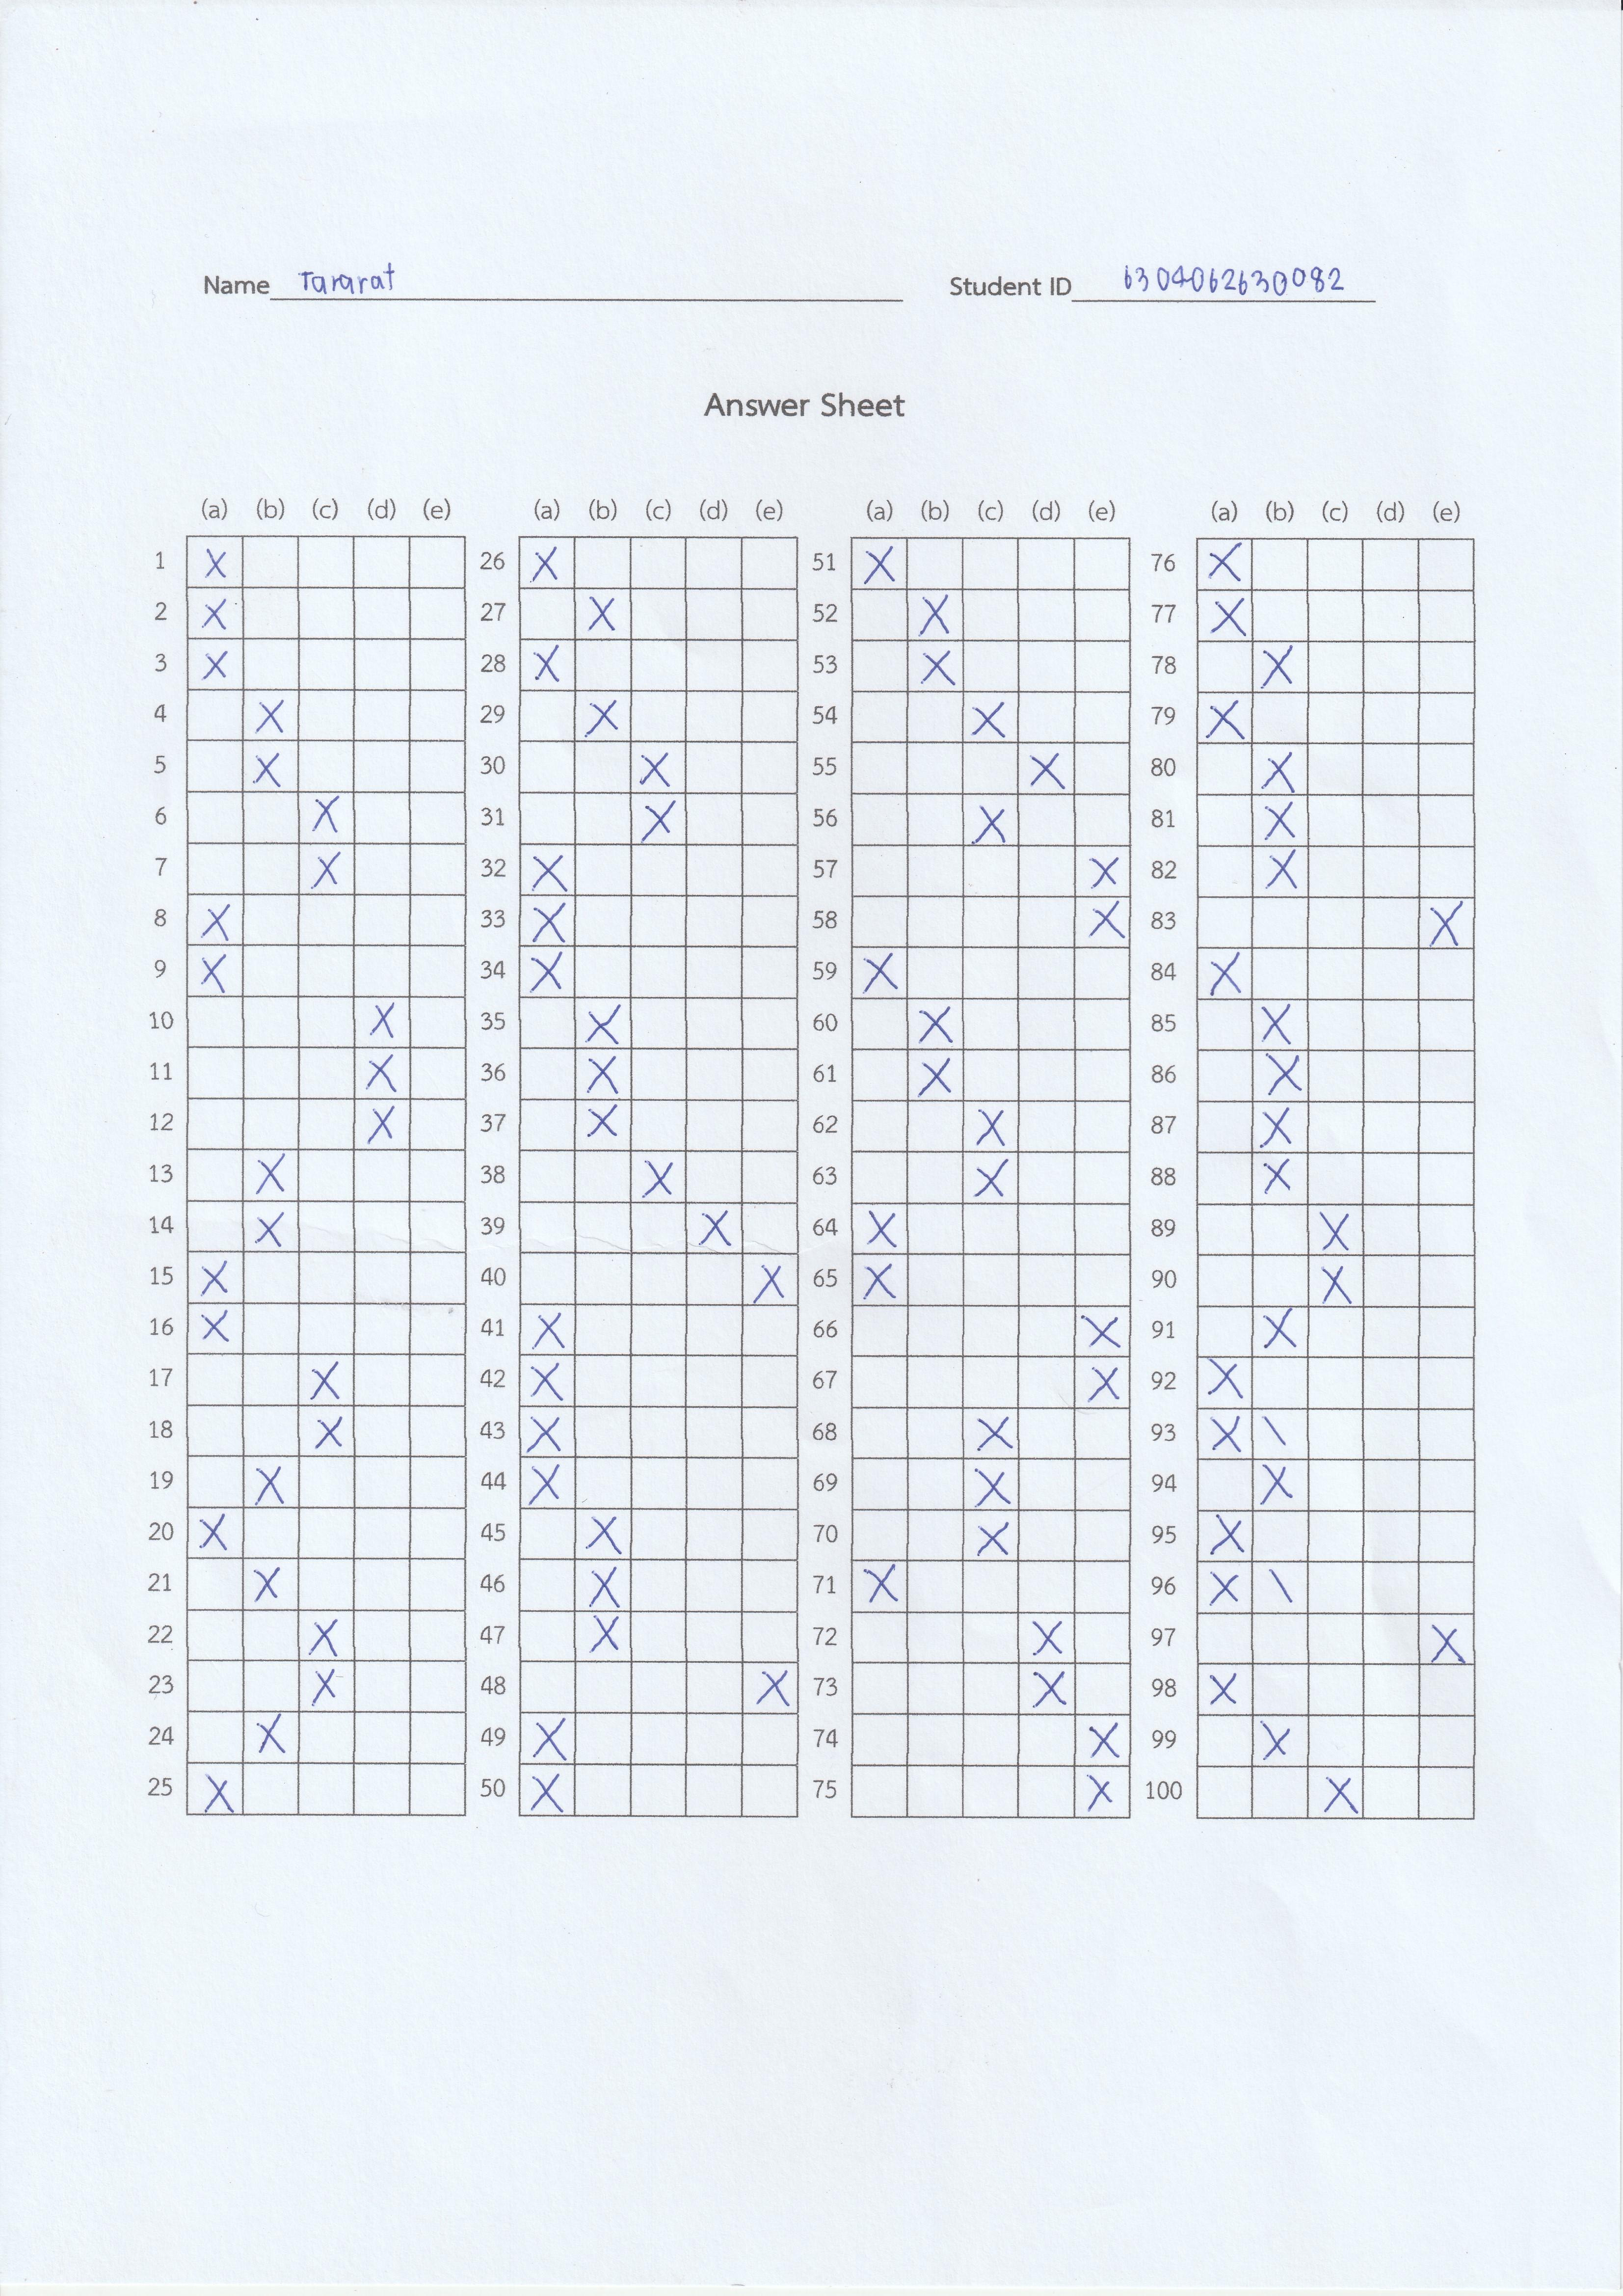 Name Tararat Student ID 6304062630082
Answer Sheet
(a) (b) (c) (d) (e) (a) (b) (c) (d) (e) (a) (b) (c) (d) (e) (a) (b) (c) (d) (e)
1 X 26 X 51 X 76 X
2 X 27 X 52 X 77 X
3 X 28 X 53 X 78 X
4 X 29 X 54 X 79 X
5 X 30 X 55 X 80 X
6 X 31 X 56 X 81 X
7 X 32 X 57 X 82 X
8 X 33 X 58 X 83 X
9 X 34 X 59 X 84 X
10 X 35 X 60 X 85 X
11 X 36 X 61 X 86 X
12 X 37 X 62 X 87 X
13 X 38 X 63 X 88 X
14 X 39 X 64 X 89 X
15 X 40 X 65 X 90 X
16 X 41 X 66 X 91 X
17 X 42 X 67 X 92 X
18 X 43 X 68 X 93 X \
19 X 44 X 69 X 94 X
20 X 45 X 70 X 95 X
21 X 46 X 71 X 96 X \
22 X 47 X 72 X 97 X
23 X 48 X 73 X 98 X
24 X 49 X 74 X 99 X
25 X 50 X 75 X 100 X